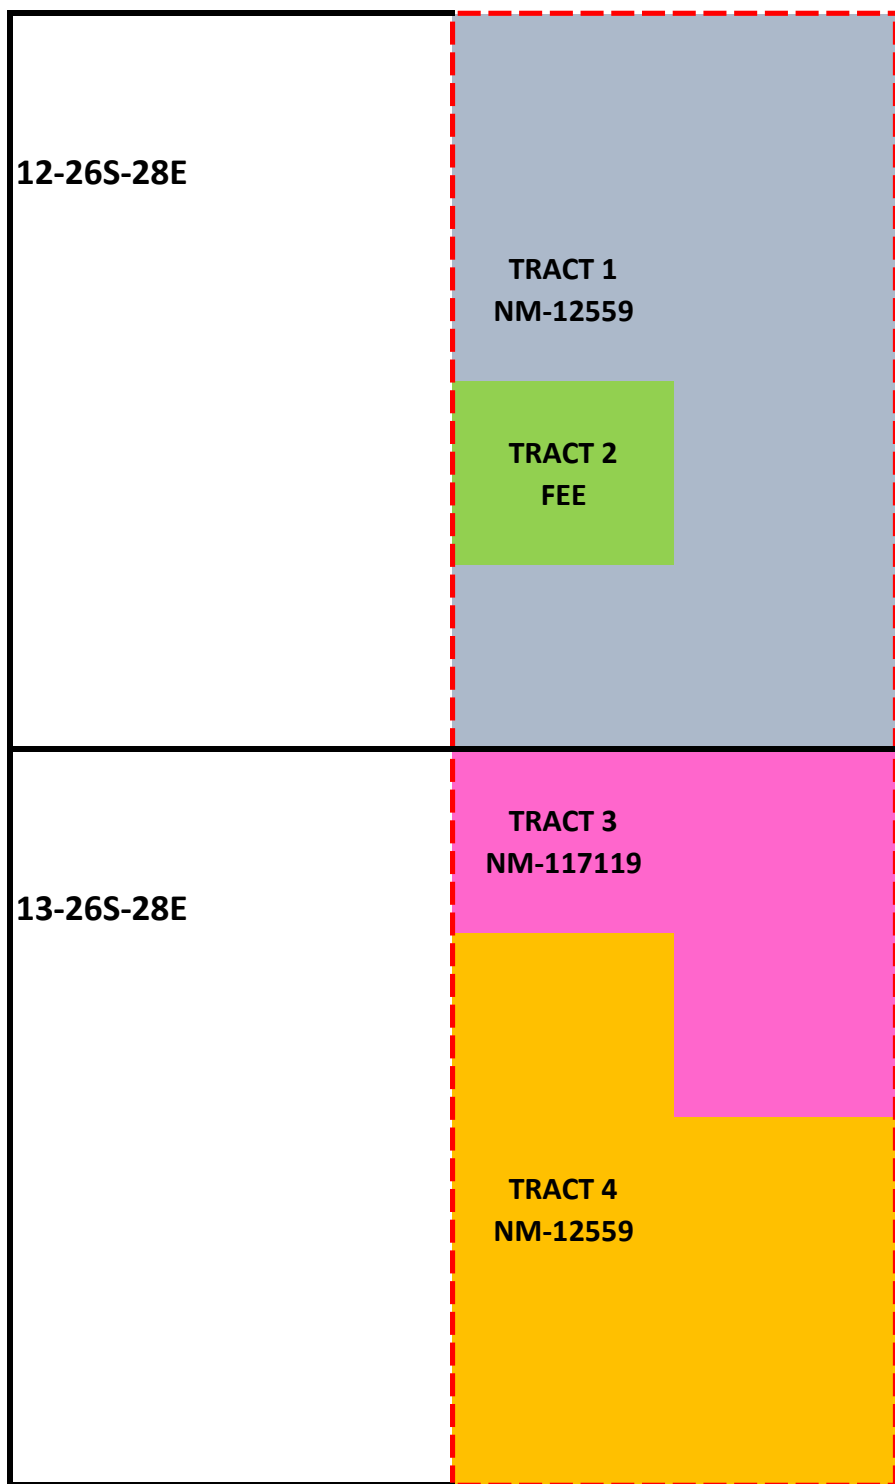 12-26S-28E
TRACT 1
NM-12559
TRACT 2
FEE
TRACT 3
NM-117119
13-26S-28E
TRACT 4
NM-12559